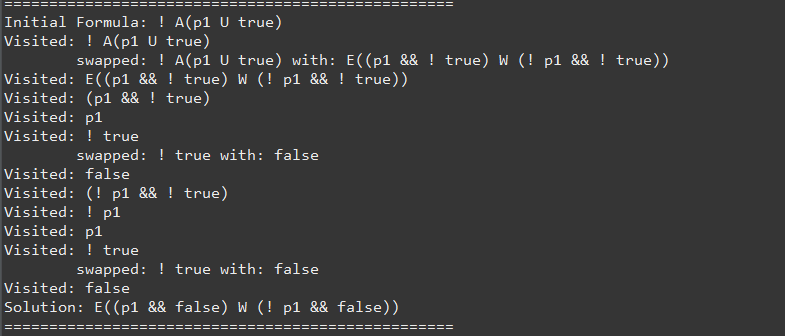 ==================================================
Initial Formula: ! A(p1 U true)
Visited: ! A(p1 U true)
        swapped: ! A(p1 U true) with: E((p1 && ! true) W (! p1 && ! true))
Visited: E((p1 && ! true) W (! p1 && ! true))
Visited: (p1 && ! true)
Visited: p1
Visited: ! true
        swapped: ! true with: false
Visited: false
Visited: (! p1 && ! true)
Visited: ! p1
Visited: p1
Visited: ! true
        swapped: ! true with: false
Visited: false
Solution: E((p1 && false) W (! p1 && false))
==================================================